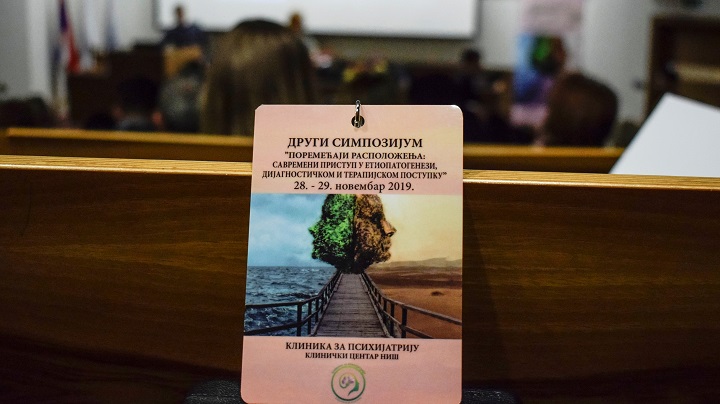 ДРУГИ СИМПОЗИЈУМ
"ПОРЕМЕЋАЈИ РАСПОЛОЖЕЊА:
САВРЕМЕНИ ПРИСТУП У ЕТИОПАТОГЕНЕЗИ,
ДИЈАГНОСТИЧКОМ И ТЕРАПИЈСКОМ ПОСТУПКУ"
28. - 29. новембар 2019.
КЛИНИКА ЗА ПСИХИЈАТРИЈУ
КЛИНИЧКИ ЦЕНТАР НИШ